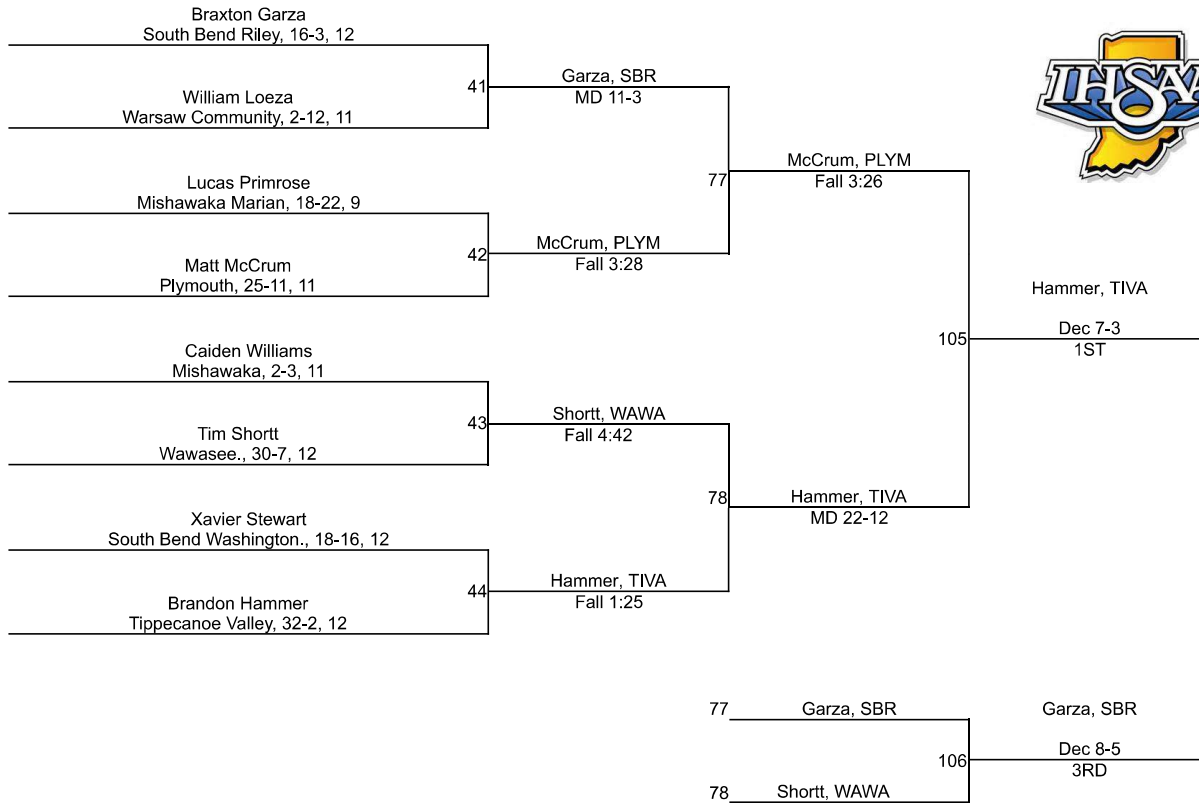 Braxton Garza
South Bend Riley, 16-3, 12
41
William Loeza
Warsaw Community, 2-12, 11
Garza, SBR
MD 11-3
77
Lucas Primrose
Mishawaka Marian, 18-22, 9
42
Matt McCrum
Plymouth, 25-11, 11
McCrum, PLYM
Fall 3:28
McCrum, PLYM
Fall 3:26
105
Caiden Williams
Mishawaka, 2-3, 11
43
Tim Shortt
Wawasee., 30-7, 12
Shortt, WAWA
Fall 4:42
78
Xavier Stewart
South Bend Washington., 18-16, 12
44
Brandon Hammer
Tippecanoe Valley, 32-2, 12
Hammer, TIVA
Fall 1:25
Hammer, TIVA
MD 22-12
Hammer, TIVA
Dec 7-3
1ST
IHSAA
77
Garza, SBR
106
78
Shortt, WAWA
Garza, SBR
Dec 8-5
3RD